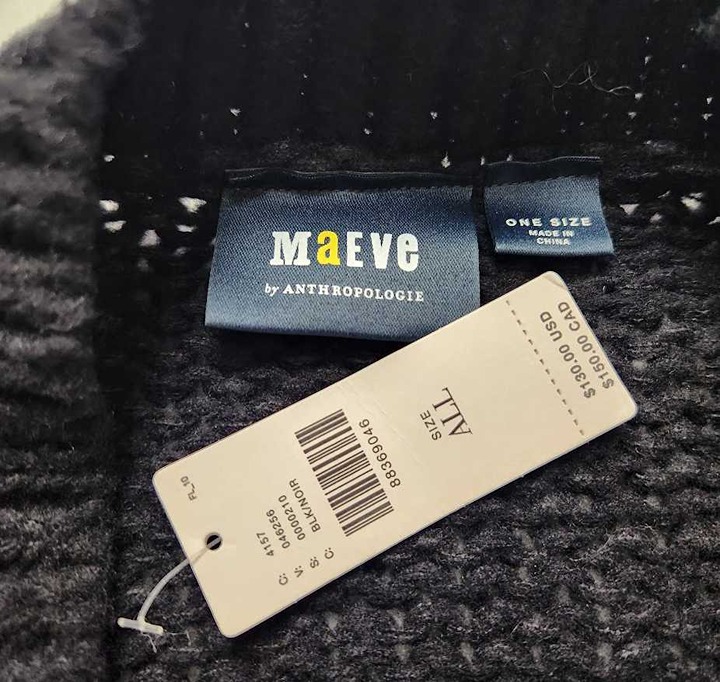 MaEVe
by ANTHROPOLOGIE
ONE SIZE
MADE IN
CHINA
$130.00 USD
$150.00 CAD
SIZE
ALL
88369046
C: 4157
V: 046256
S: 0000210
C: BLK/NOIR
FL_10